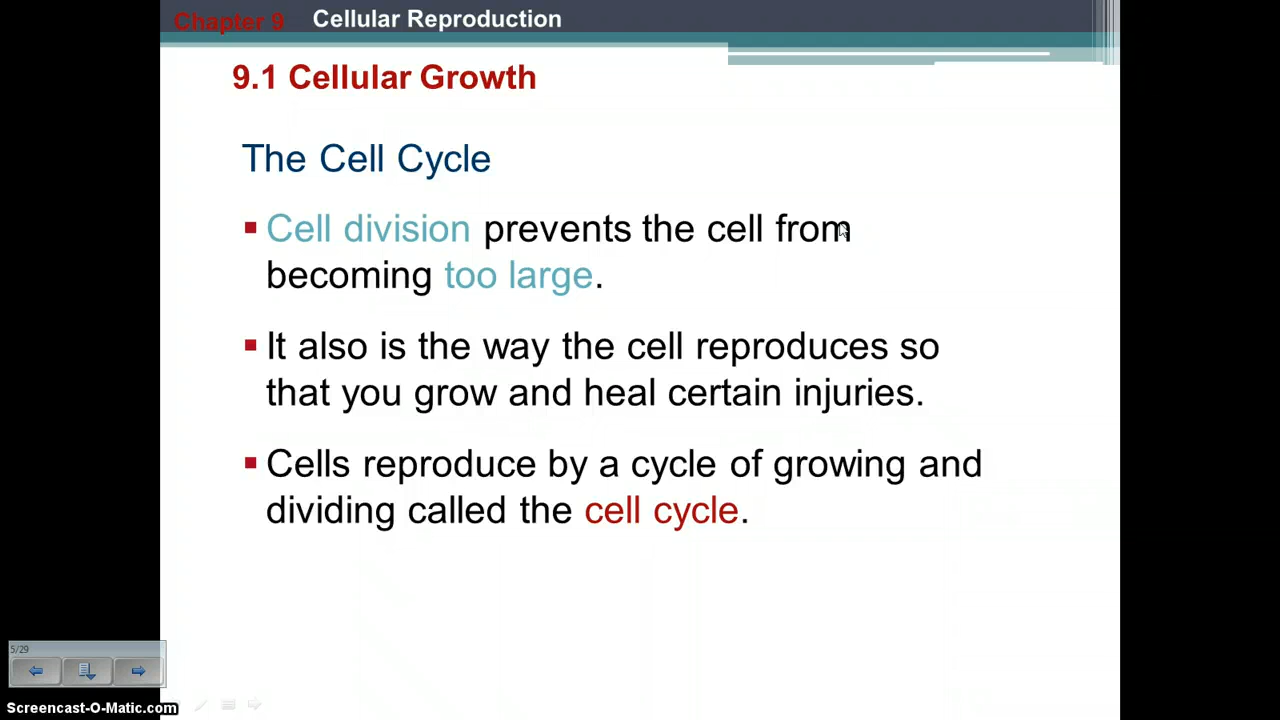 Chapter 9 Cellular Reproduction
9.1 Cellular Growth
The Cell Cycle
▪ Cell division prevents the cell from
becoming too large.
▪ It also is the way the cell reproduces so
that you grow and heal certain injuries.
▪ Cells reproduce by a cycle of growing and
dividing called the cell cycle.
5/29
Screencast-O-Matic.com